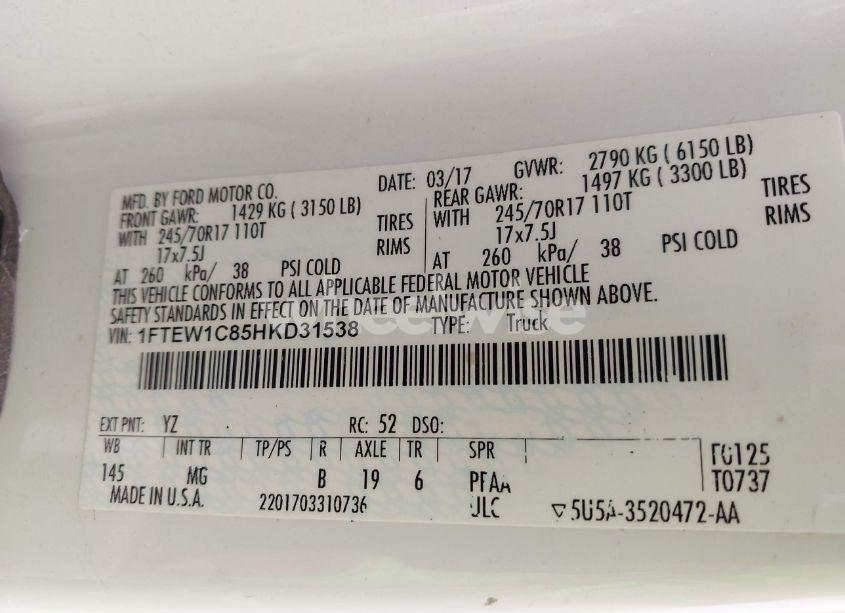 MFD. BY FORD MOTOR CO.
DATE: 03/17 GVWR: 2790 KG ( 6150 LB)
FRONT GAWR: 1429 KG ( 3150 LB)
WITH 245/70R17 110T TIRES
17x7.5J RIMS
AT 260 kPa/ 38 PSI COLD
REAR GAWR: 1497 KG ( 3300 LB)
WITH 245/70R17 110T TIRES
17x7.5J RIMS
AT 260 kPa/ 38 PSI COLD
THIS VEHICLE CONFORMS TO ALL APPLICABLE FEDERAL MOTOR VEHICLE
SAFETY STANDARDS IN EFFECT ON THE DATE OF MANUFACTURE SHOWN ABOVE.
VIN: 1FTEW1C85HKD31538 TYPE: Truck
EXT PNT: YZ RC: 52 DSO:
WB INT TR TP/PS R AXLE TR SPR
145 MG B 19 6 PFAA
T0737
MADE IN U.S.A. 2201703310736
▽5U5A-3520472-AA